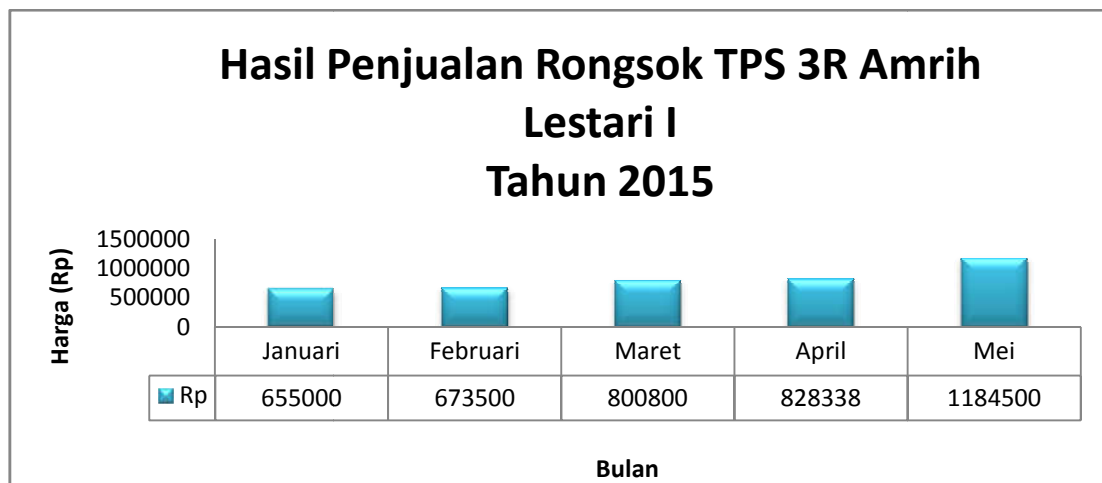 Hasil Penjualan Rongsok TPS 3R Amrih
Lestari I
Tahun 2015
Harga (Rp)
1500000
1000000
500000
0
Januari Februari Maret April Mei
Rp 655000 673500 800800 828338 1184500
Bulan